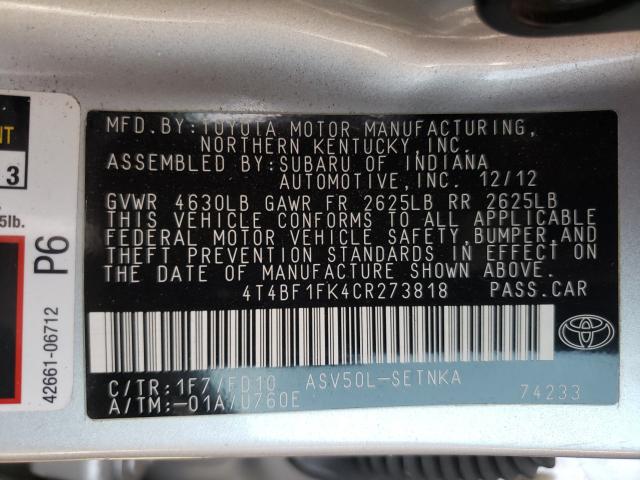 MFD.BY:TOYOTA MOTOR MANUFACTURING,
NORTHERN KENTUCKY,INC.
ASSEMBLED BY:SUBARU OF INDIANA
AUTOMOTIVE,INC. 12/12
GVWR 4630LB GAWR FR 2625LB RR 2625LB
THIS VEHICLE CONFORMS TO ALL APPLICABLE
FEDERAL MOTOR VEHICLE SAFETY,BUMPER,AND
THEFT PREVENTION STANDARDS IN EFFECT ON
THE DATE OF MANUFACTURE SHOWN ABOVE.
4T4BF1FK4CR273818 PASS.CAR
C/TR:1F7/FD10 ASV50L-SETNKA
A/TM:-01A/U760E 74233
3
5lb.
P6
42661-06712